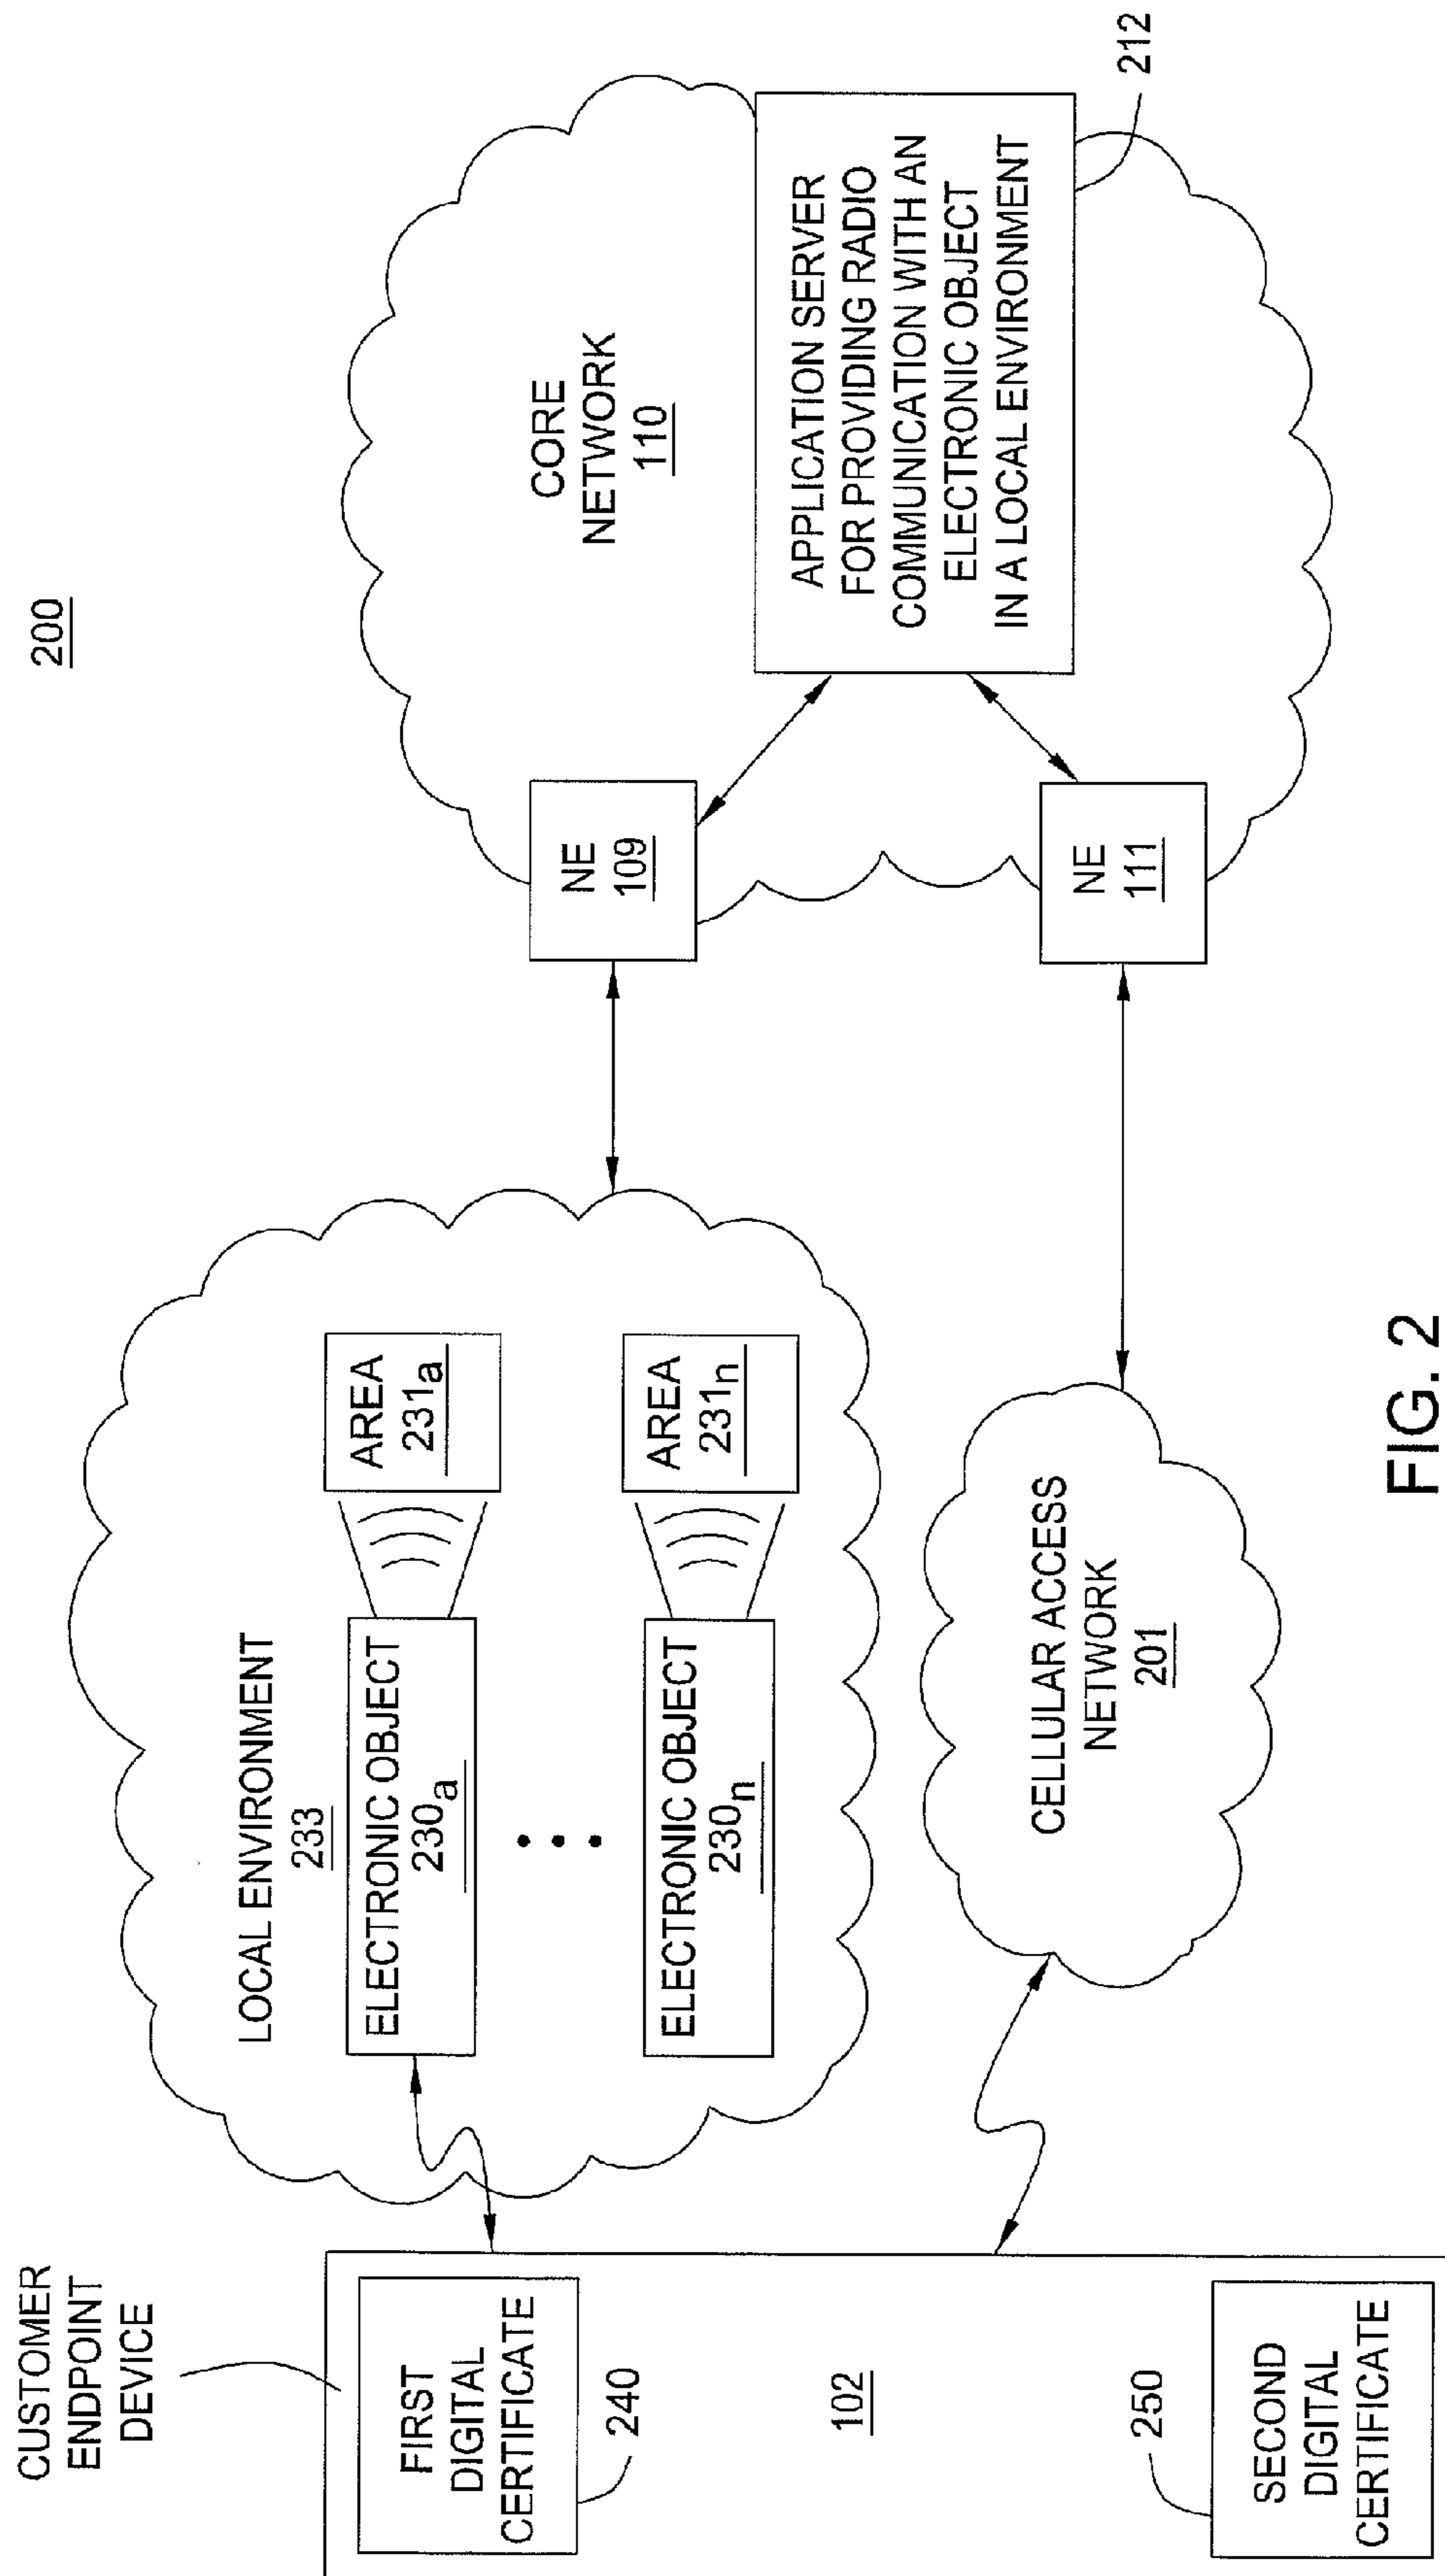 200
CUSTOMER
ENDPOINT
DEVICE
FIRST
DIGITAL
CERTIFICATE
240
102
250
SECOND
DIGITAL
CERTIFICATE
LOCAL ENVIRONMENT
233
ELECTRONIC OBJECT
230a
AREA
231a
ELECTRONIC OBJECT
230n
AREA
231n
CELLULAR ACCESS
NETWORK
201
NE
109
NE
111
CORE
NETWORK
110
APPLICATION SERVER
FOR PROVIDING RADIO
COMMUNICATION WITH AN
ELECTRONIC OBJECT
IN A LOCAL ENVIRONMENT
212
FIG. 2